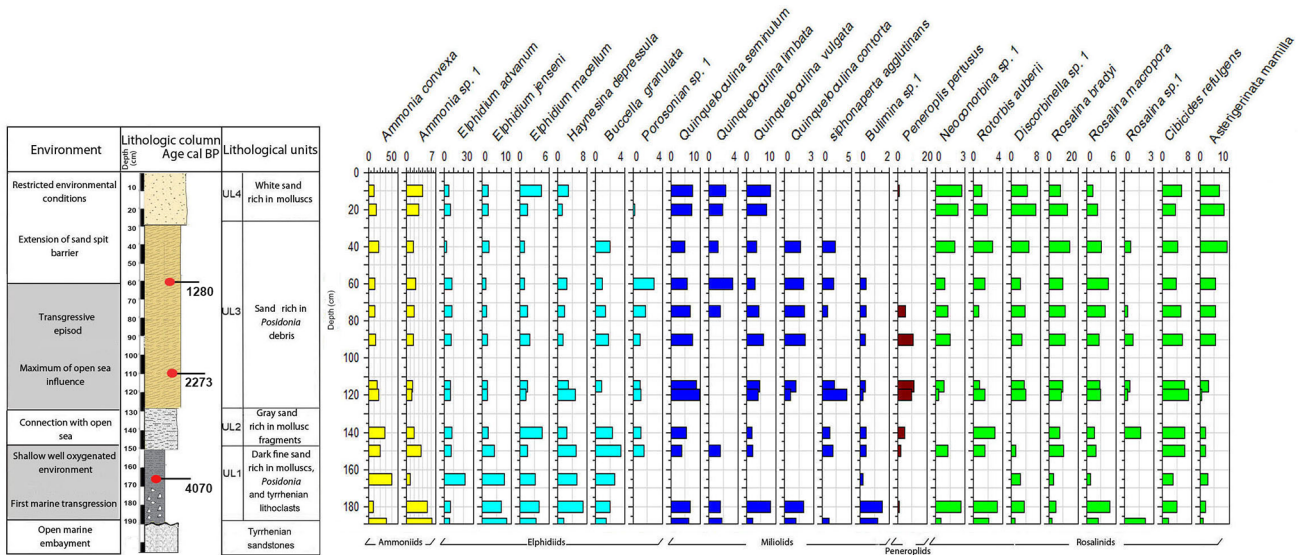 Ammonia convexa
Ammonia sp. 1
Elphidium advanum
Elphidium jenseni
Elphidium macellum
Haynesina depressula
Buccella granulata
Porosonian sp. 1
Quinqueloculina seminulum
Quinqueloculina limbata
Quinqueloculina vulgata
Quinqueloculina contorta
siphonaperta agglutinans
Bulimina sp.1
Peneroplis pertusus
Neoconorbina sp. 1
Rotorbis auberii
Discorbinella sp. 1
Rosalina bradyi
Rosalina macropora
Rosalina sp.1
Cibicides refulgens
Asterigerinata mamilla
0 50 0 7 0 30 0 10 0 6 0 8 0 4 0 4 0 10 0 4 0 10 0 3 0 5 0 7 0 20 0 3 0 6 0 8 0 20 0 6 0 3 0 8 0 10
Environment
Lithologic column
Age cal BP
Depth (cm)
Lithological units
Restricted environmental
conditions
Extension of sand spit
barrier
Transgressive
episod
Maximum of open sea
influence
Connection with open
sea
Shallow well oxygenated
environment
First marine transgression
Open marine
embayment
10
20
30
40
50
60
70
80
90
100
110
120
130
140
150
160
170
180
190
1280
2273
4070
UL4
White sand
rich in molluscs
UL3
Sand rich in
Posidonia
debris
UL2
Gray sand
rich in mollusc
fragments
UL1
Dark fine sand
rich in molluscs,
Posidonia
and tyrrhenian
lithoclasts
Tyrrhenian
sandstones
Depth (cm)
0
20
40
60
80
100
120
140
160
180
Ammoniids
Elphidiids
Miliolids
Peneroplids
Rosalinids